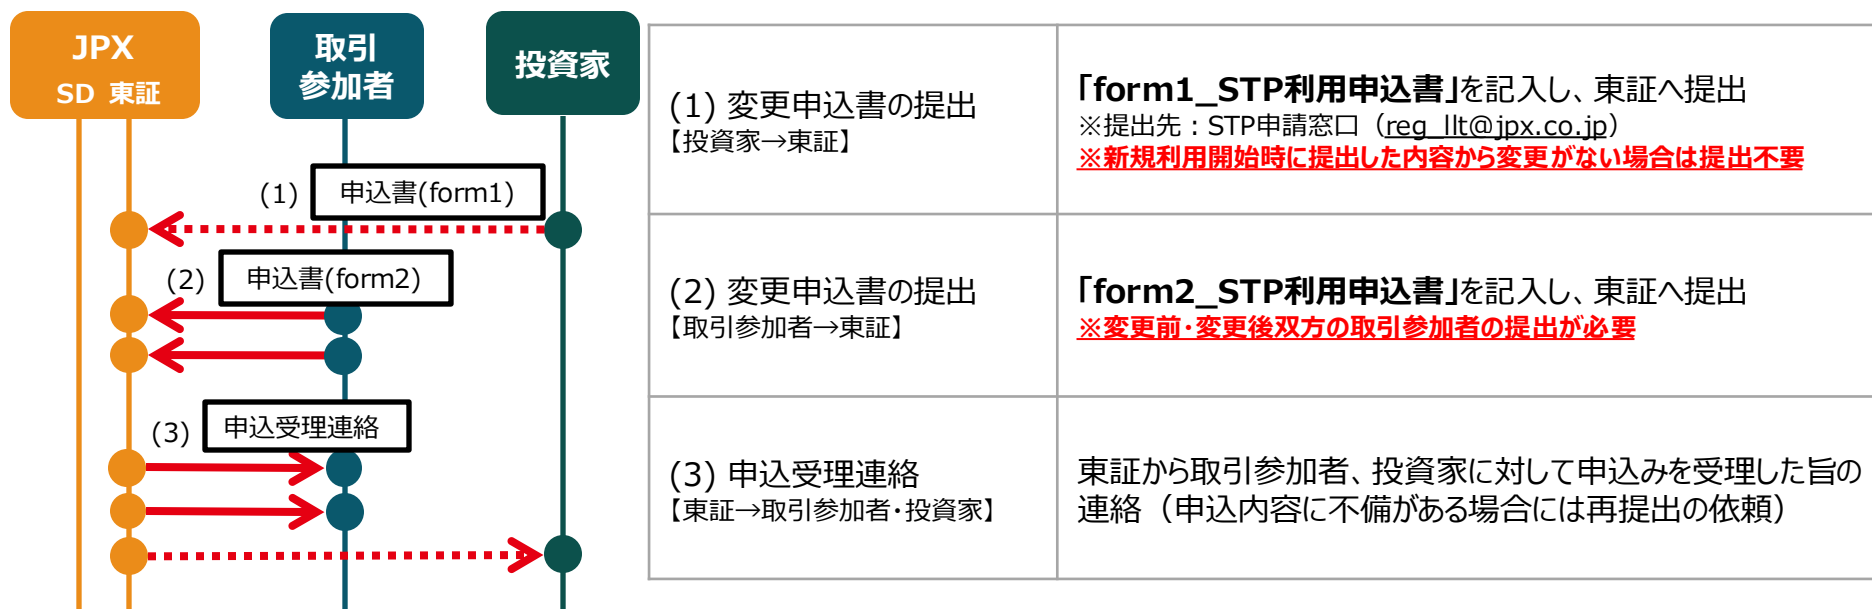 JPX
SD 東証
取引
参加者
投資家
(1)
申込書(form1)
(2)
申込書(form2)
(3)
申込受理連絡
(1) 変更申込書の提出
【投資家→東証】
「form1_STP利用申込書」を記入し、東証へ提出
※提出先：STP申請窓口（reg_llt@jpx.co.jp）
※新規利用開始時に提出した内容から変更がない場合は提出不要
(2) 変更申込書の提出
【取引参加者→東証】
「form2_STP利用申込書」を記入し、東証へ提出
※変更前・変更後双方の取引参加者の提出が必要
(3) 申込受理連絡
【東証→取引参加者・投資家】
東証から取引参加者、投資家に対して申込みを受理した旨の
連絡（申込内容に不備がある場合には再提出の依頼）